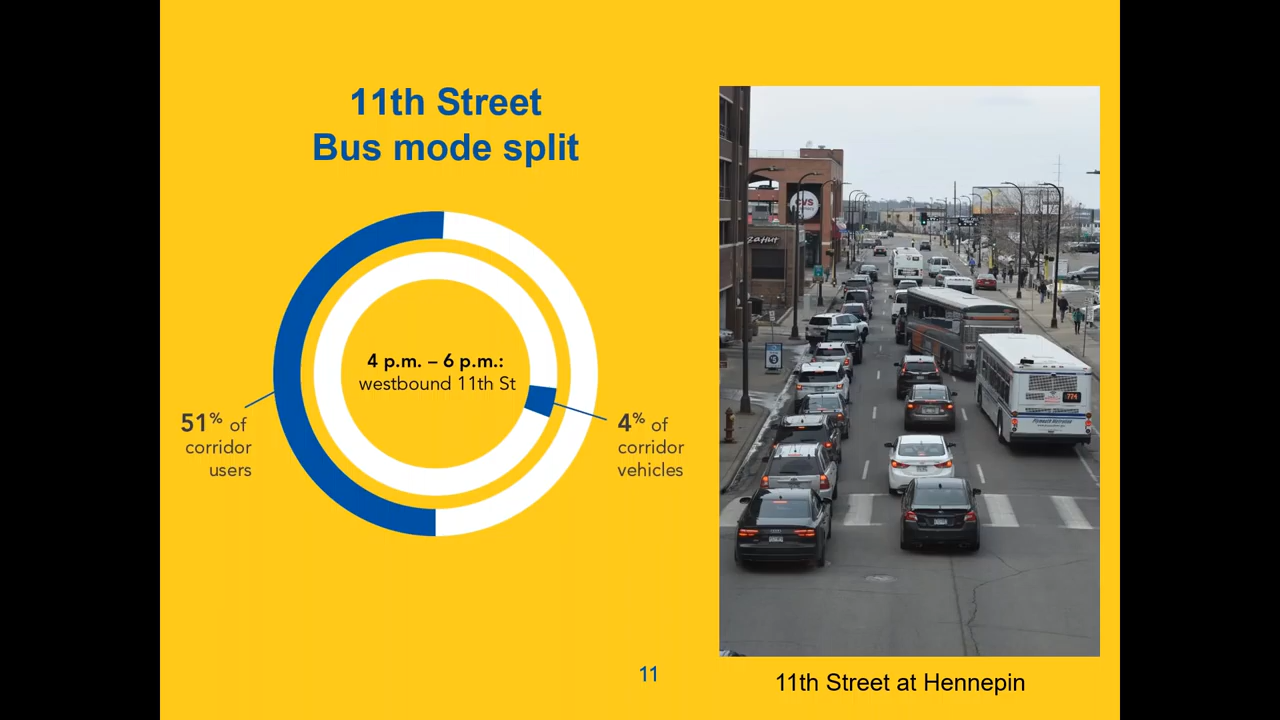 11th Street
Bus mode split
4 p.m. – 6 p.m.:
westbound 11th St
51% of
corridor
users
4% of
corridor
vehicles
11
CVS
774
11th Street at Hennepin